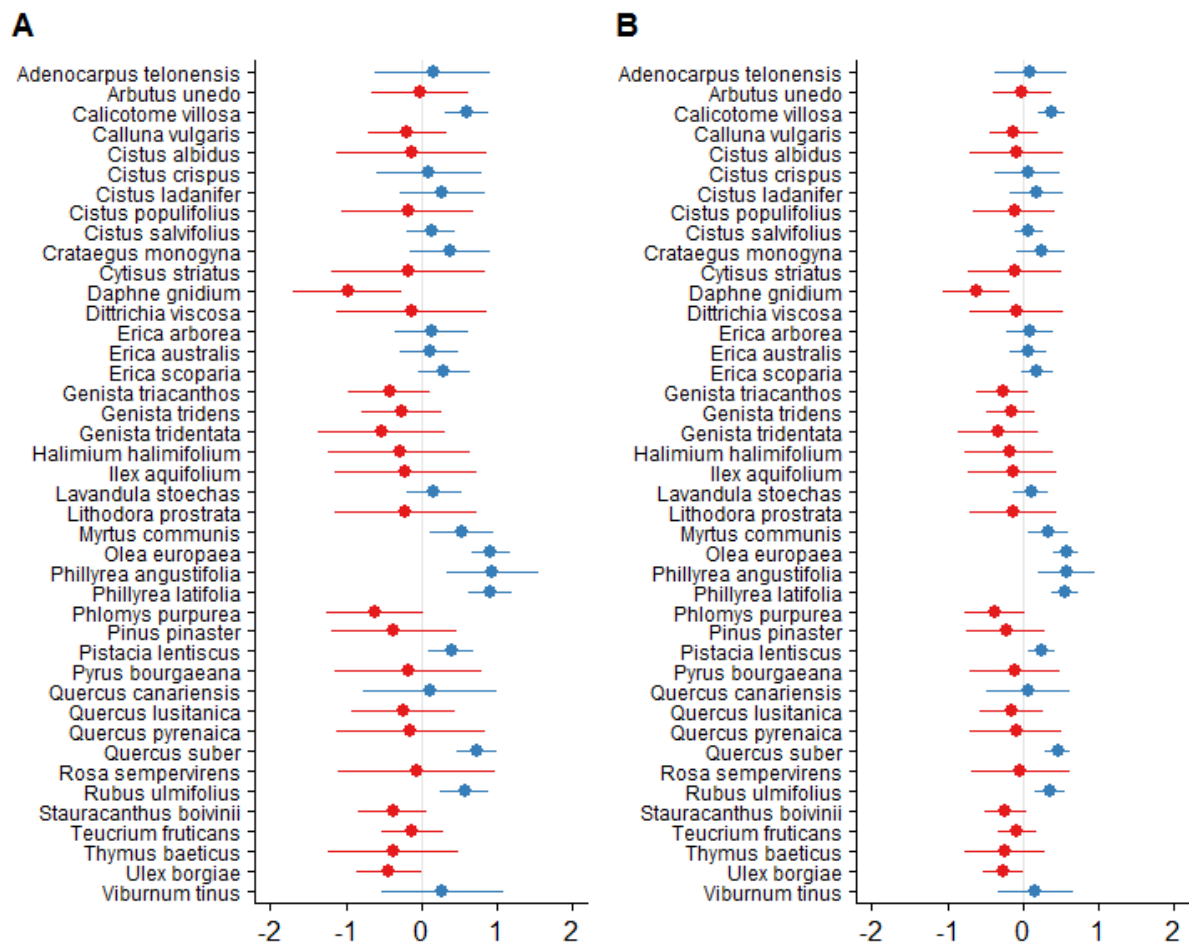 A
Adenocarpus telonensis
Arbutus unedo
Calicotome villosa
Calluna vulgaris
Cistus albidus
Cistus crispus
Cistus ladanifer
Cistus populifolius
Cistus salvifolius
Crataegus monogyna
Cytisus striatus
Daphne gnidium
Dittrichia viscosa
Erica arborea
Erica australis
Erica scoparia
Genista triacanthos
Genista tridens
Genista tridentata
Halimium halimifolium
Ilex aquifolium
Lavandula stoechas
Lithodora prostrata
Myrtus communis
Olea europaea
Phillyrea angustifolia
Phillyrea latifolia
Phlomys purpurea
Pinus pinaster
Pistacia lentiscus
Pyrus bourgaeana
Quercus canariensis
Quercus lusitanica
Quercus pyrenaica
Quercus suber
Rosa sempervirens
Rubus ulmifolius
Stauracanthus boivinii
Teucrium fruticans
Thymus baeticus
Ulex borgiae
Viburnum tinus
-2 -1 0 1 2
B
Adenocarpus telonensis
Arbutus unedo
Calicotome villosa
Calluna vulgaris
Cistus albidus
Cistus crispus
Cistus ladanifer
Cistus populifolius
Cistus salvifolius
Crataegus monogyna
Cytisus striatus
Daphne gnidium
Dittrichia viscosa
Erica arborea
Erica australis
Erica scoparia
Genista triacanthos
Genista tridens
Genista tridentata
Halimium halimifolium
Ilex aquifolium
Lavandula stoechas
Lithodora prostrata
Myrtus communis
Olea europaea
Phillyrea angustifolia
Phillyrea latifolia
Phlomys purpurea
Pinus pinaster
Pistacia lentiscus
Pyrus bourgaeana
Quercus canariensis
Quercus lusitanica
Quercus pyrenaica
Quercus suber
Rosa sempervirens
Rubus ulmifolius
Stauracanthus boivinii
Teucrium fruticans
Thymus baeticus
Ulex borgiae
Viburnum tinus
-2 -1 0 1 2